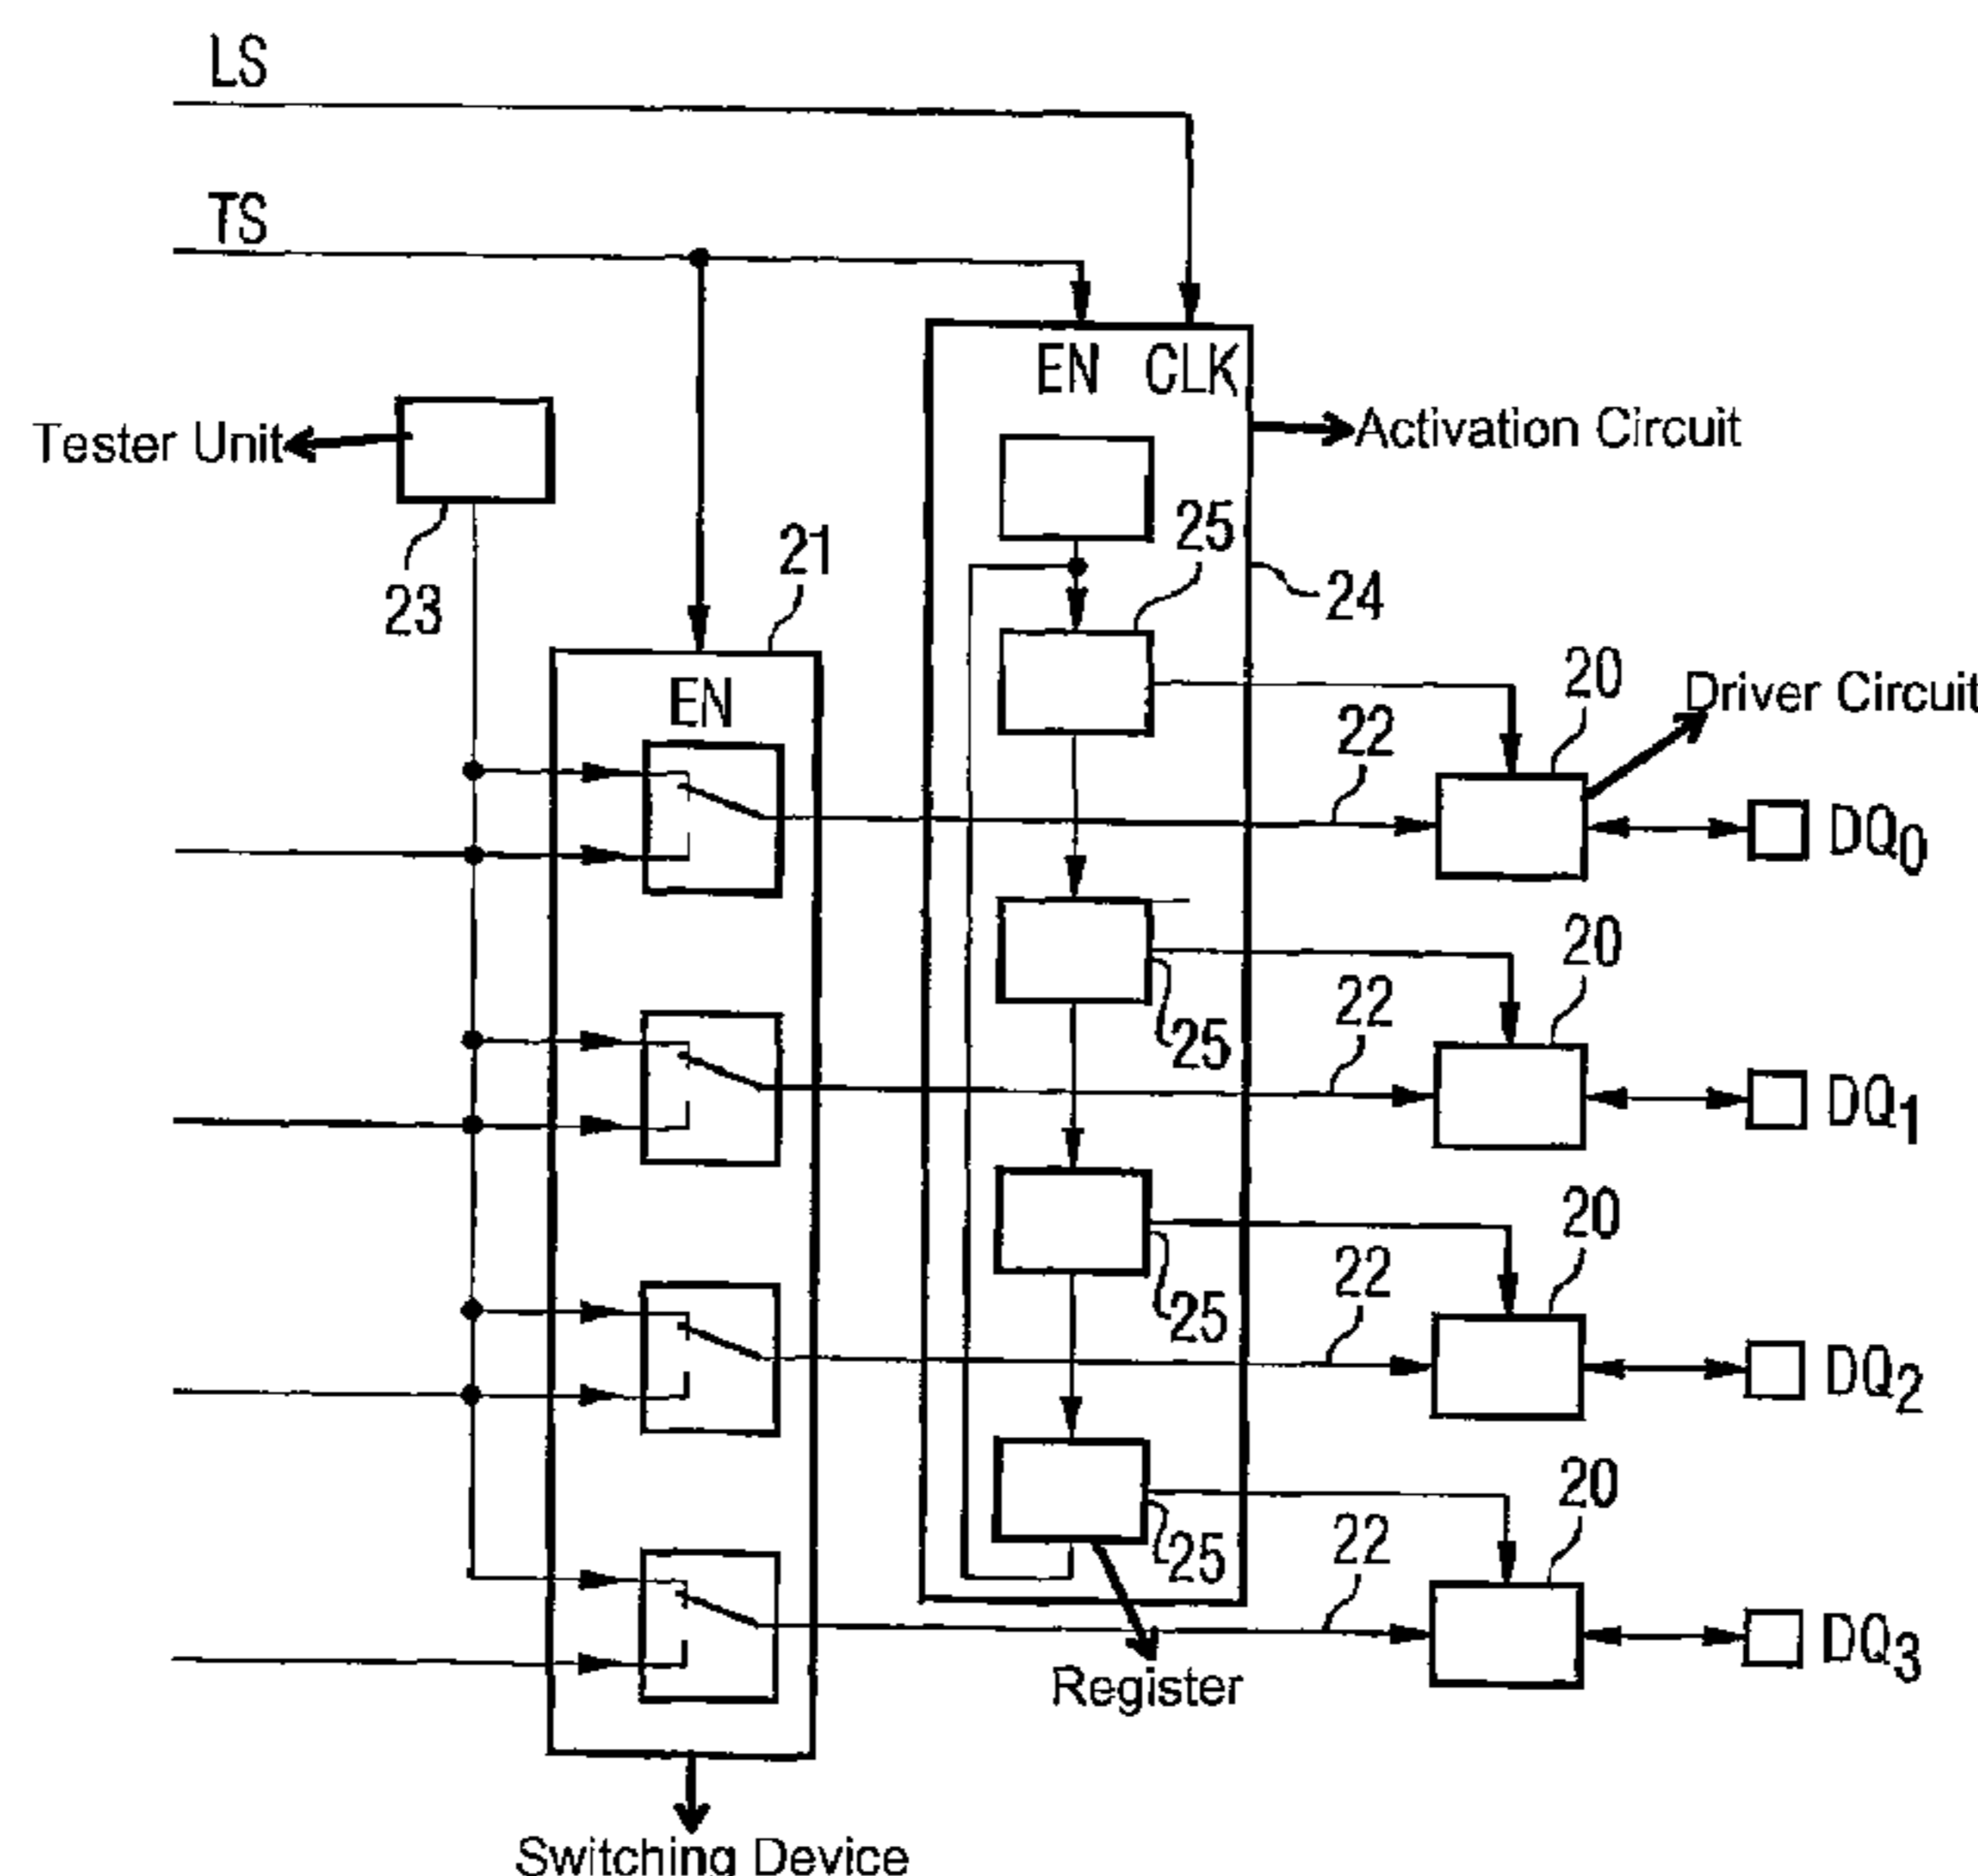 LS
TS
EN CLK
Tester Unit
Activation Circuit
25
21
24
23
20
Driver Circuit
EN
22
DQ0
20
22
25
DQ1
20
22
25
DQ2
20
22
25
DQ3
Register
Switching Device